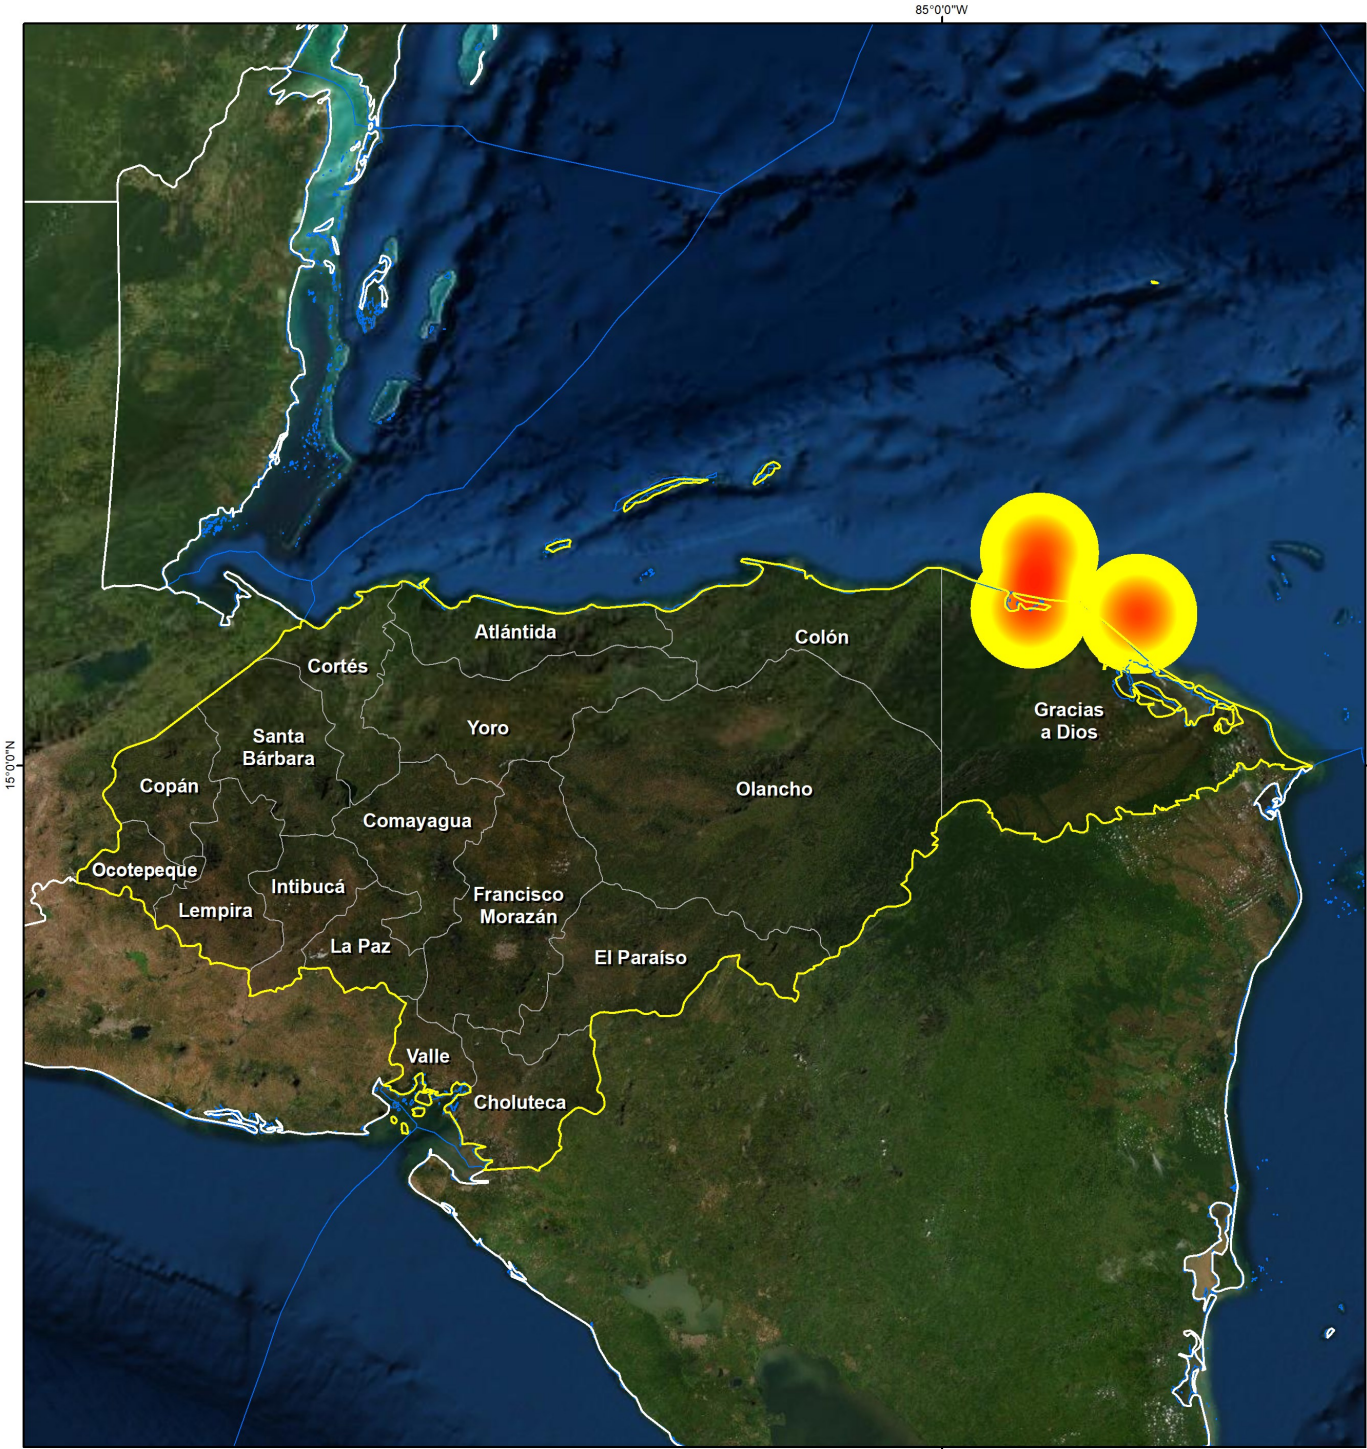 85°0'0"W
Atlántida
Colón
Cortés
Gracias
a Dios
Yoro
Santa
Bárbara
15°0'0"N
Copán
Olancho
Comayagua
Ocotepeque
Intibucá
Francisco
Morazán
Lempira
La Paz
El Paraíso
Valle
Choluteca